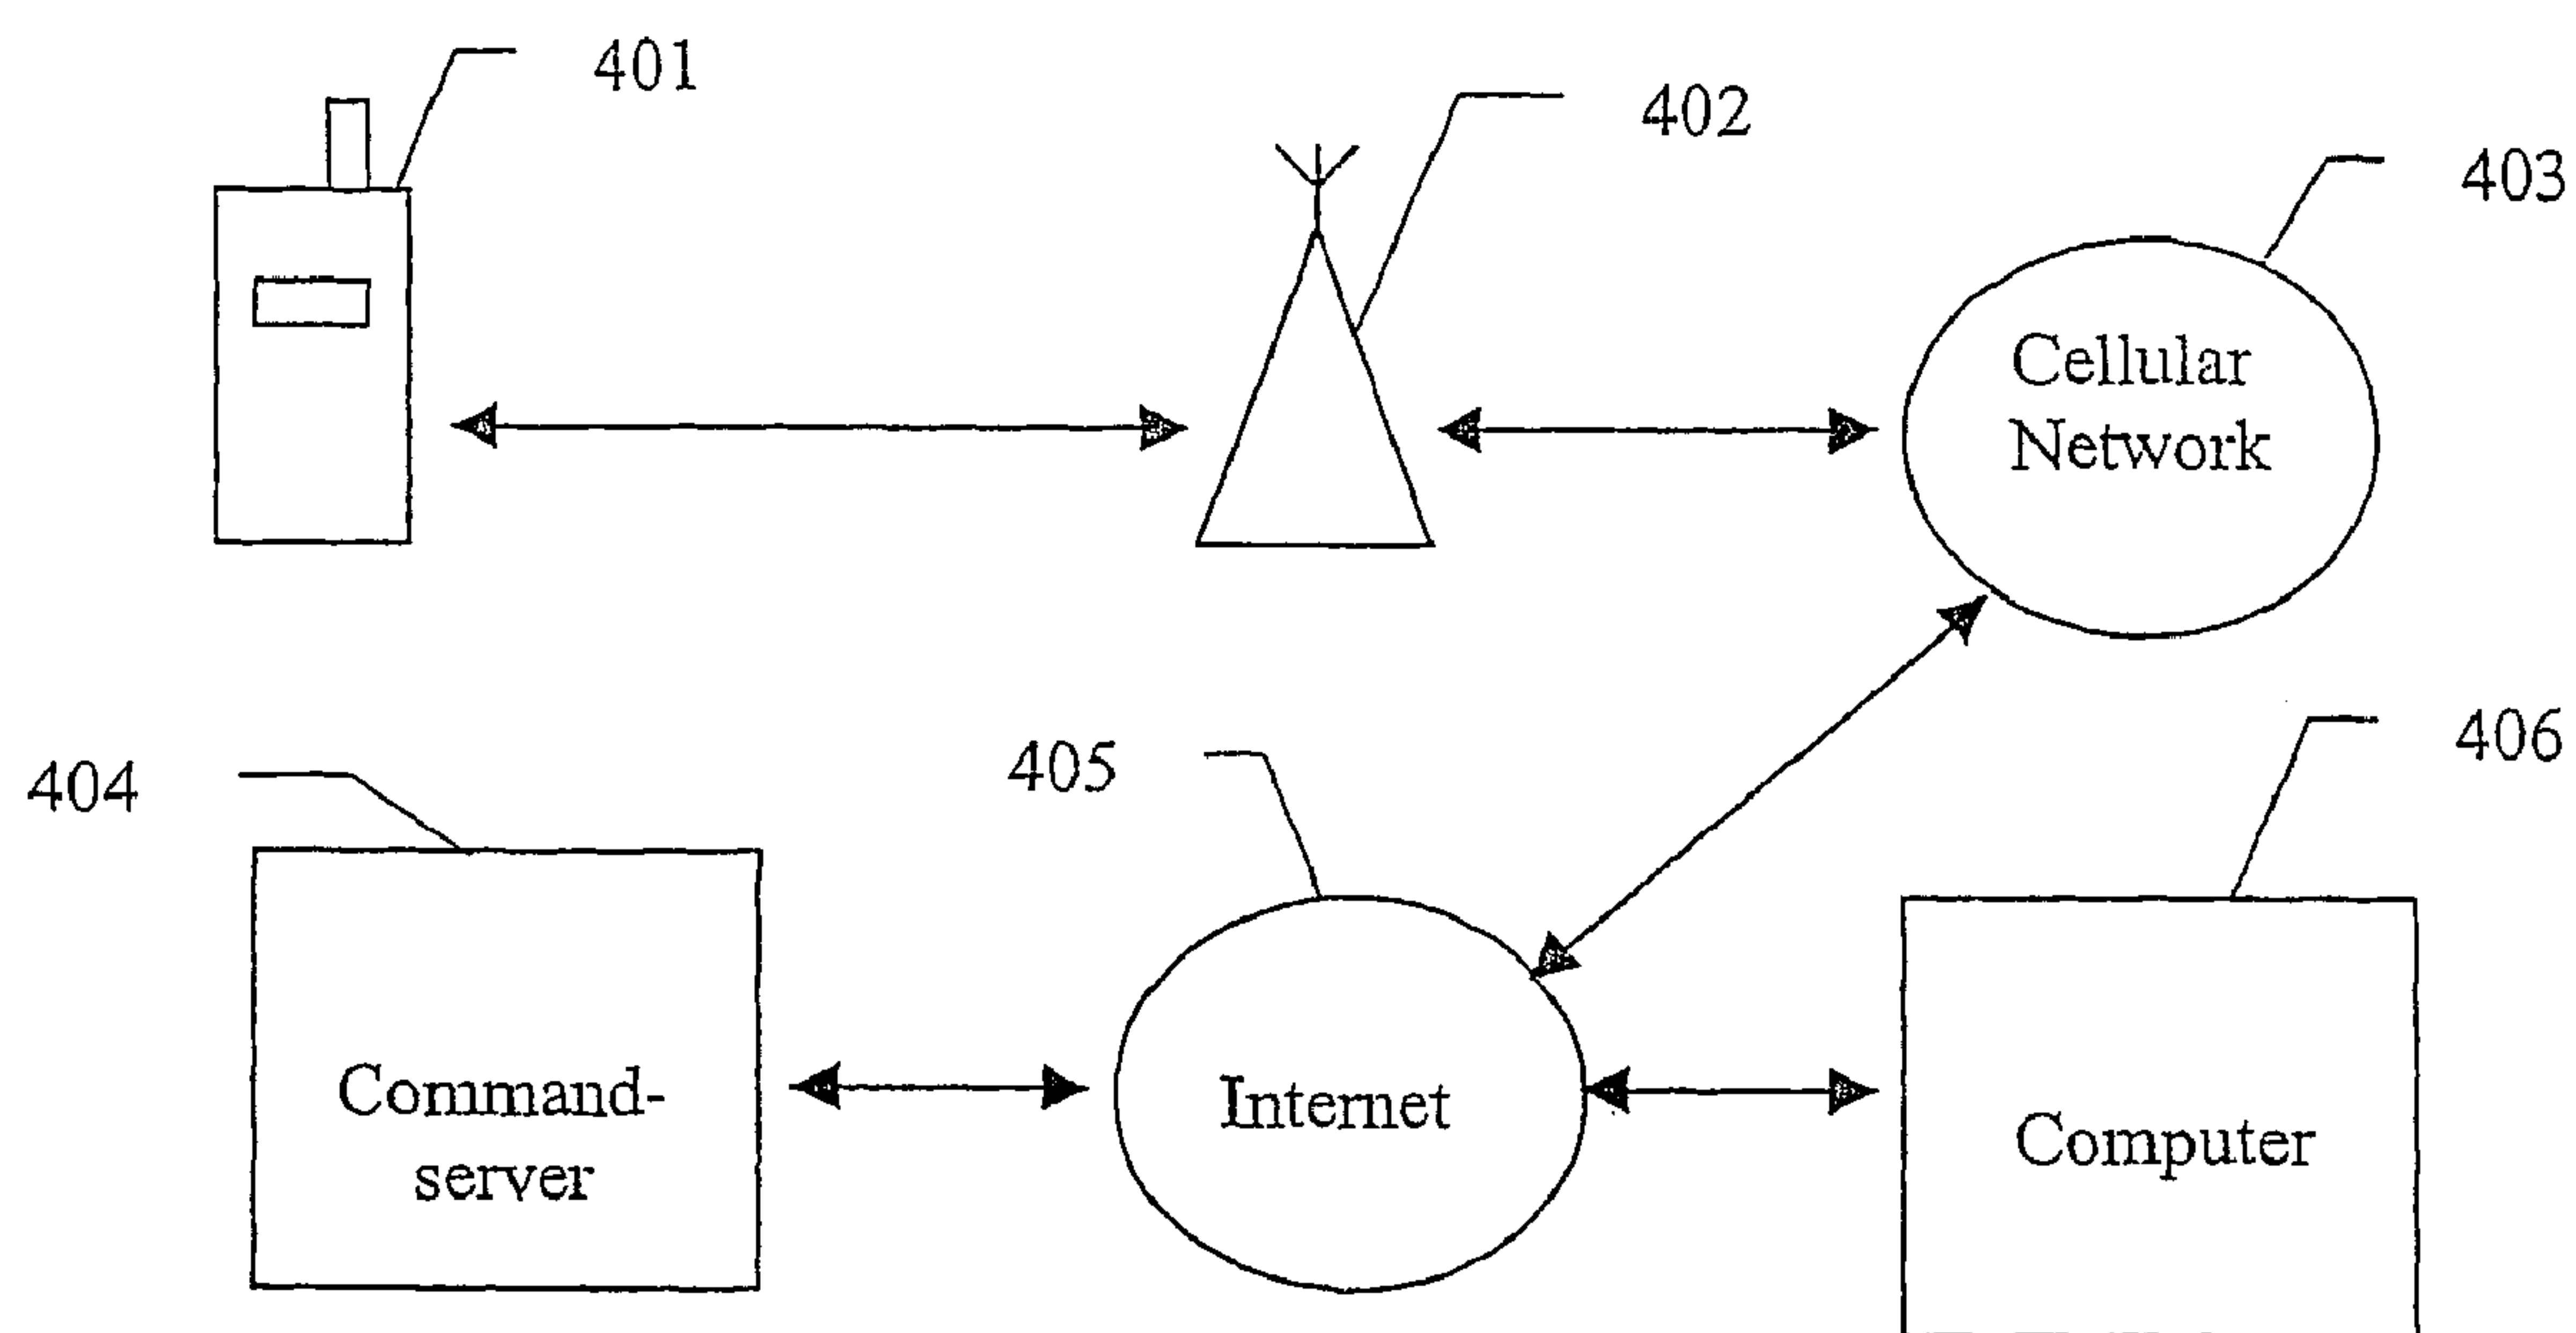 401
402
403
Cellular
Network
404
405
406
Command-
server
Internet
Computer